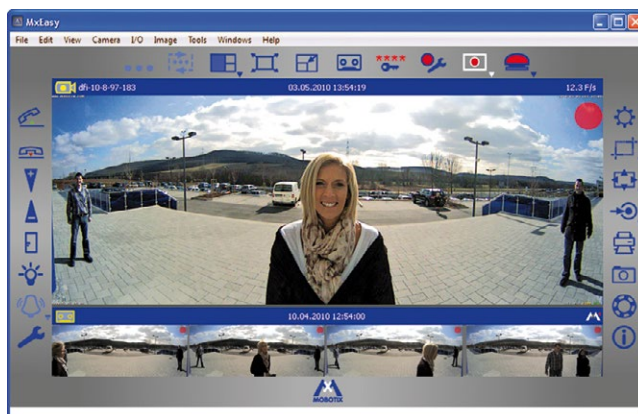 MxEasy
File Edit View Camera I/O Image Tools Windows Help
****
dfi-10-8-97-183 03.05.2010 13:54:19 12.3 F/s
10.04.2010 12:54:00
MOBOTIX